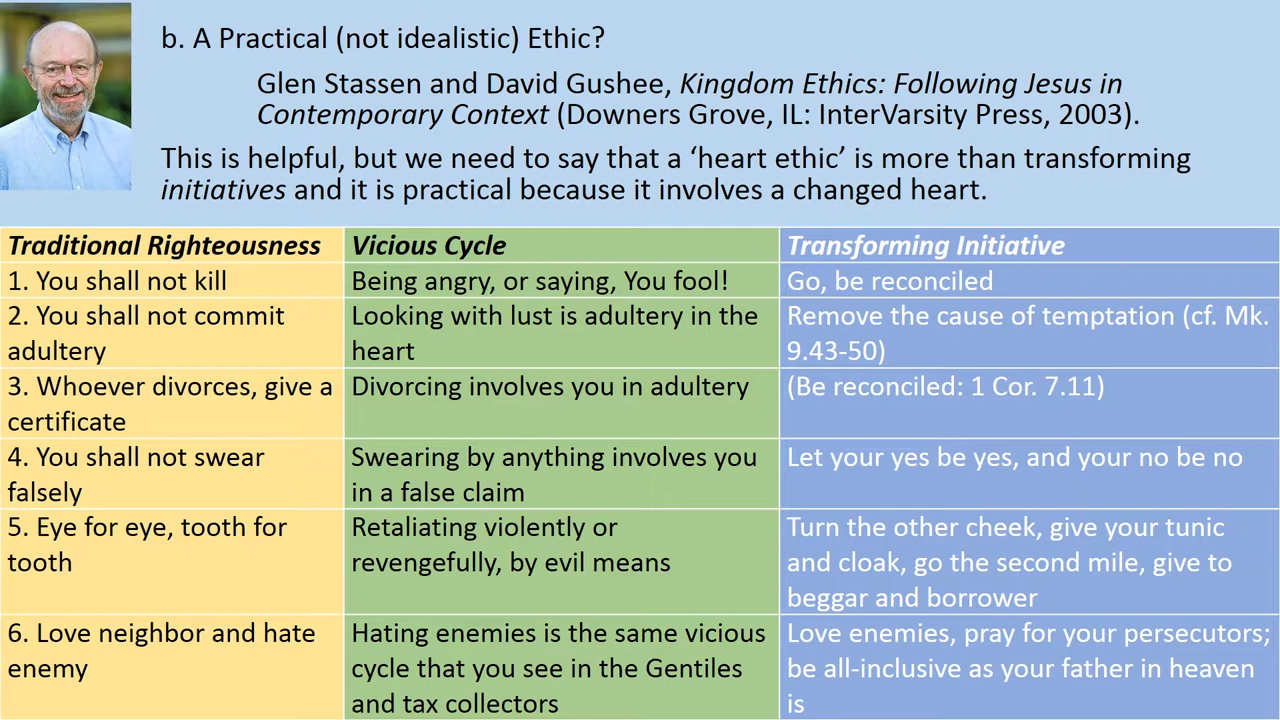 b. A Practical (not idealistic) Ethic?
Glen Stassen and David Gushee, Kingdom Ethics: Following Jesus in
Contemporary Context (Downers Grove, IL: InterVarsity Press, 2003).
This is helpful, but we need to say that a ‘heart ethic’ is more than transforming
initiatives and it is practical because it involves a changed heart.
Traditional Righteousness
Vicious Cycle
Transforming Initiative
1. You shall not kill
Being angry, or saying, You fool!
Go, be reconciled
2. You shall not commit
adultery
Looking with lust is adultery in the
heart
Remove the cause of temptation (cf. Mk.
9.43-50)
3. Whoever divorces, give a
certificate
Divorcing involves you in adultery
(Be reconciled: 1 Cor. 7.11)
4. You shall not swear
falsely
Swearing by anything involves you
in a false claim
Let your yes be yes, and your no be no
5. Eye for eye, tooth for
tooth
Retaliating violently or
revengefully, by evil means
Turn the other cheek, give your tunic
and cloak, go the second mile, give to
beggar and borrower
6. Love neighbor and hate
enemy
Hating enemies is the same vicious
cycle that you see in the Gentiles
and tax collectors
Love enemies, pray for your persecutors;
be all-inclusive as your father in heaven
is